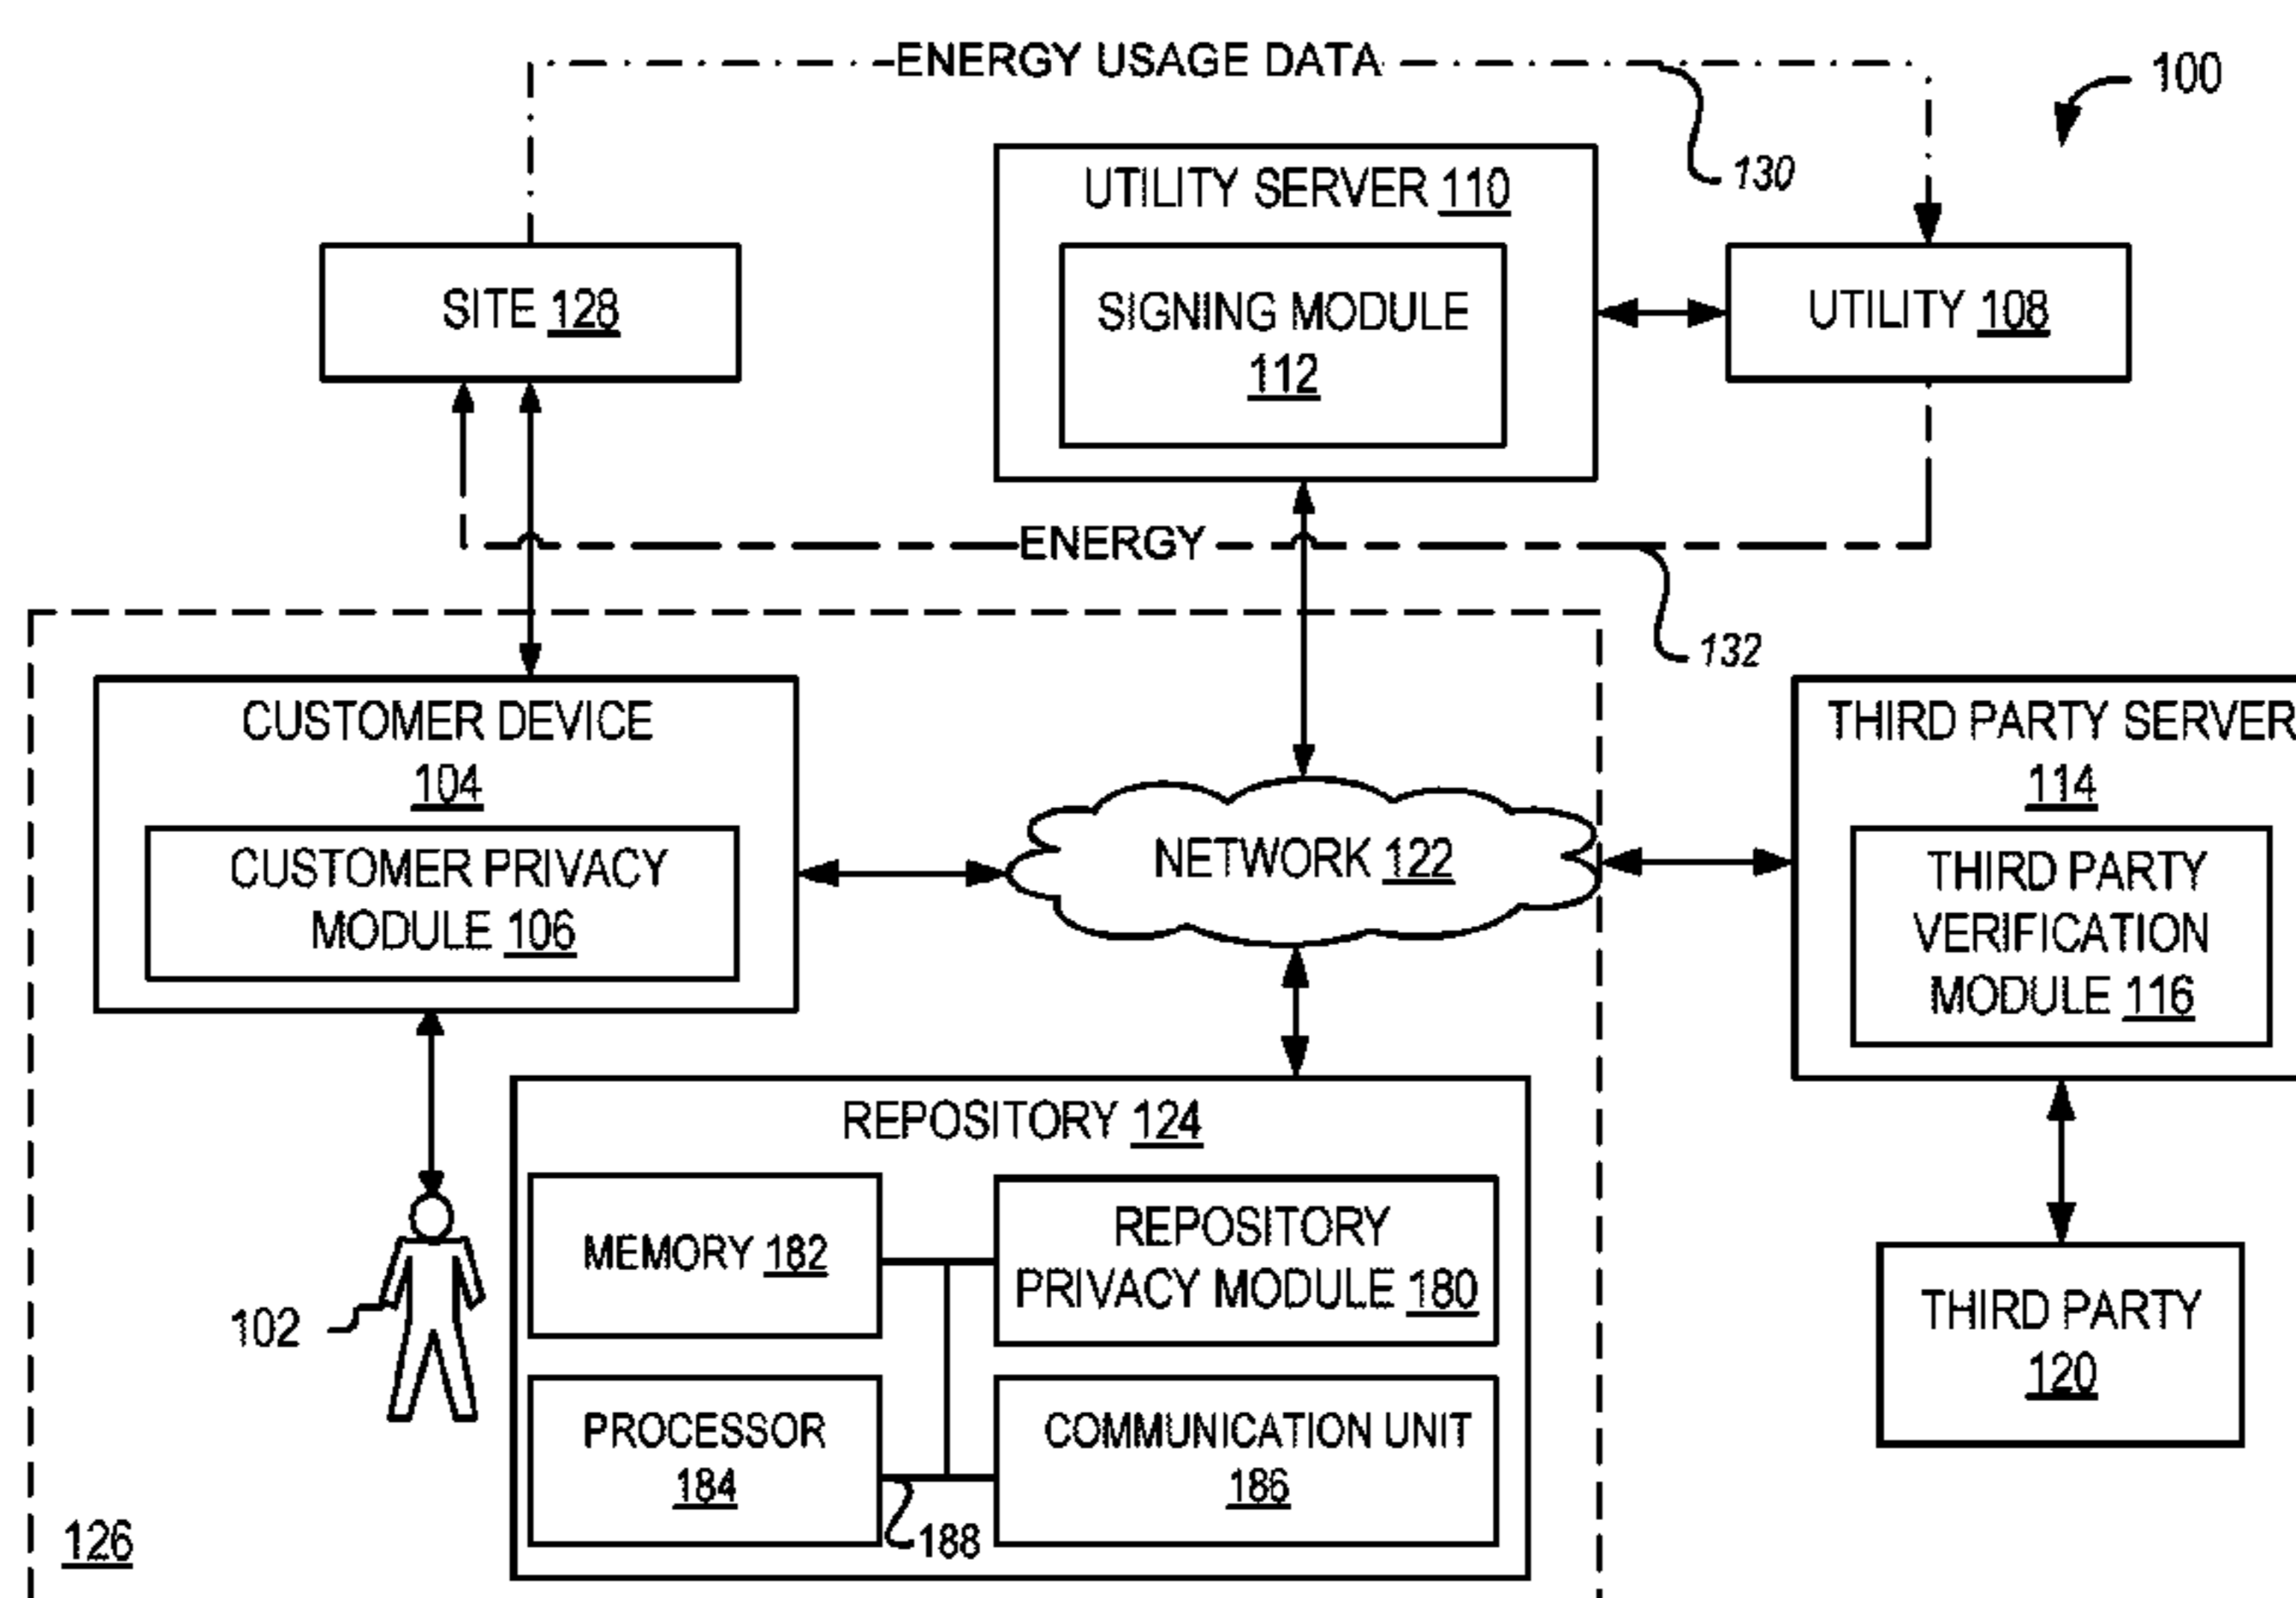 ENERGY USAGE DATA
100
130
UTILITY SERVER 110
SIGNING MODULE
112
SITE 128
UTILITY 108
ENERGY
132
CUSTOMER DEVICE
104
CUSTOMER PRIVACY
MODULE 106
NETWORK 122
THIRD PARTY SERVER
114
THIRD PARTY
VERIFICATION
MODULE 116
REPOSITORY 124
MEMORY 182
REPOSITORY
PRIVACY MODULE 180
102
PROCESSOR
184
COMMUNICATION UNIT
186
188
THIRD PARTY
120
126